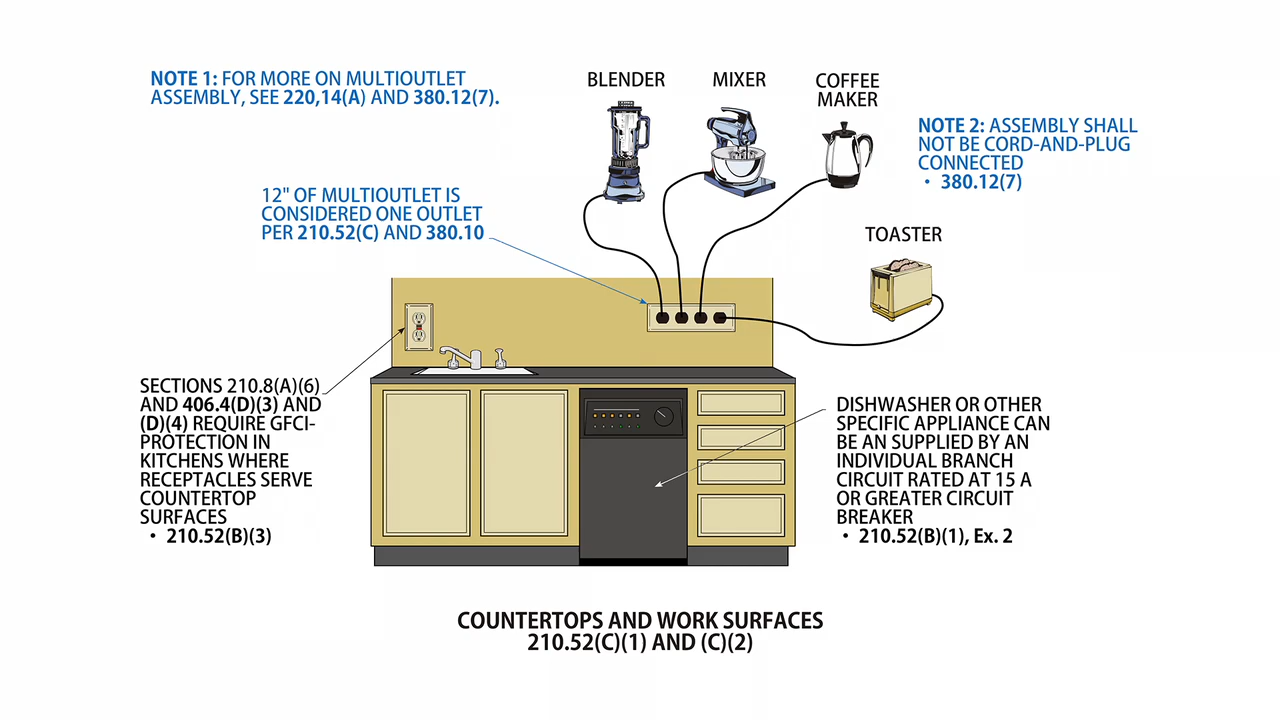 NOTE 1: FOR MORE ON MULTIOUTLET
ASSEMBLY, SEE 220,14(A) AND 380.12(7).
BLENDER
MIXER
COFFEE
MAKER
NOTE 2: ASSEMBLY SHALL
NOT BE CORD-AND-PLUG
CONNECTED
• 380.12(7)
12" OF MULTIOUTLET IS
CONSIDERED ONE OUTLET
PER 210.52(C) AND 380.10
TOASTER
SECTIONS 210.8(A)(6)
AND 406.4(D)(3) AND
(D)(4) REQUIRE GFCI-
PROTECTION IN
KITCHENS WHERE
RECEPTACLES SERVE
COUNTERTOP
SURFACES
• 210.52(B)(3)
DISHWASHER OR OTHER
SPECIFIC APPLIANCE CAN
BE AN SUPPLIED BY AN
INDIVIDUAL BRANCH
CIRCUIT RATED AT 15 A
OR GREATER CIRCUIT
BREAKER
• 210.52(B)(1), Ex. 2
COUNTERTOPS AND WORK SURFACES
210.52(C)(1) AND (C)(2)